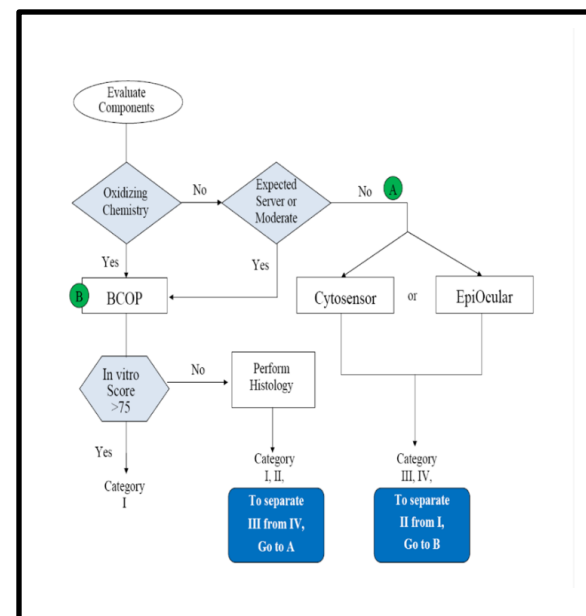 Evaluate
Components
Oxidizing
Chemistry
No
Expected
Server or
Moderate
No
A
Yes
Yes
B
BCOP
Cytosensor
or
EpiOcular
In vitro
Score
>75
No
Perform
Histology
Yes
Category
I
Category
I, II,
To separate
III from IV,
Go to A
Category
III, IV,
To separate
II from I,
Go to B